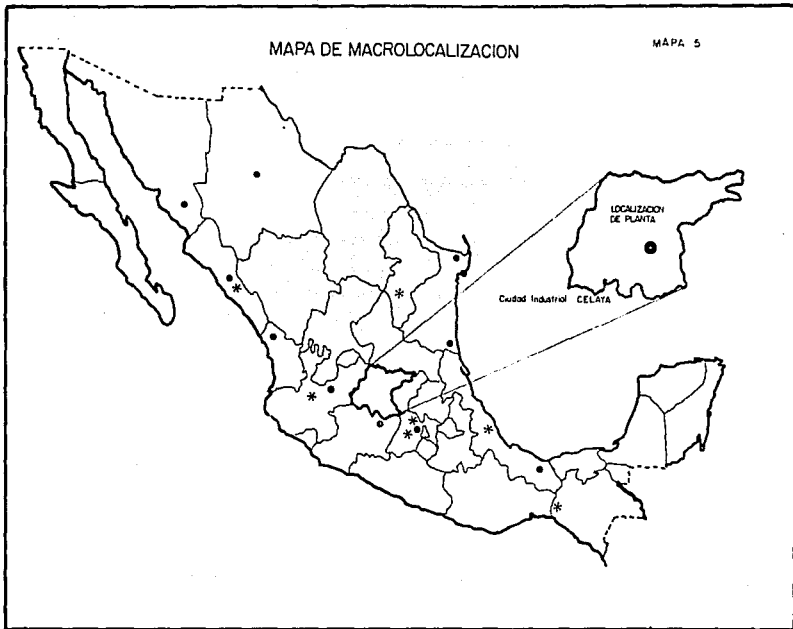 MAPA DE MACROLOCALIZACION
MAPA 5
LOCALIZACION
DE PLANTA
Ciudad Industrial CELAYA